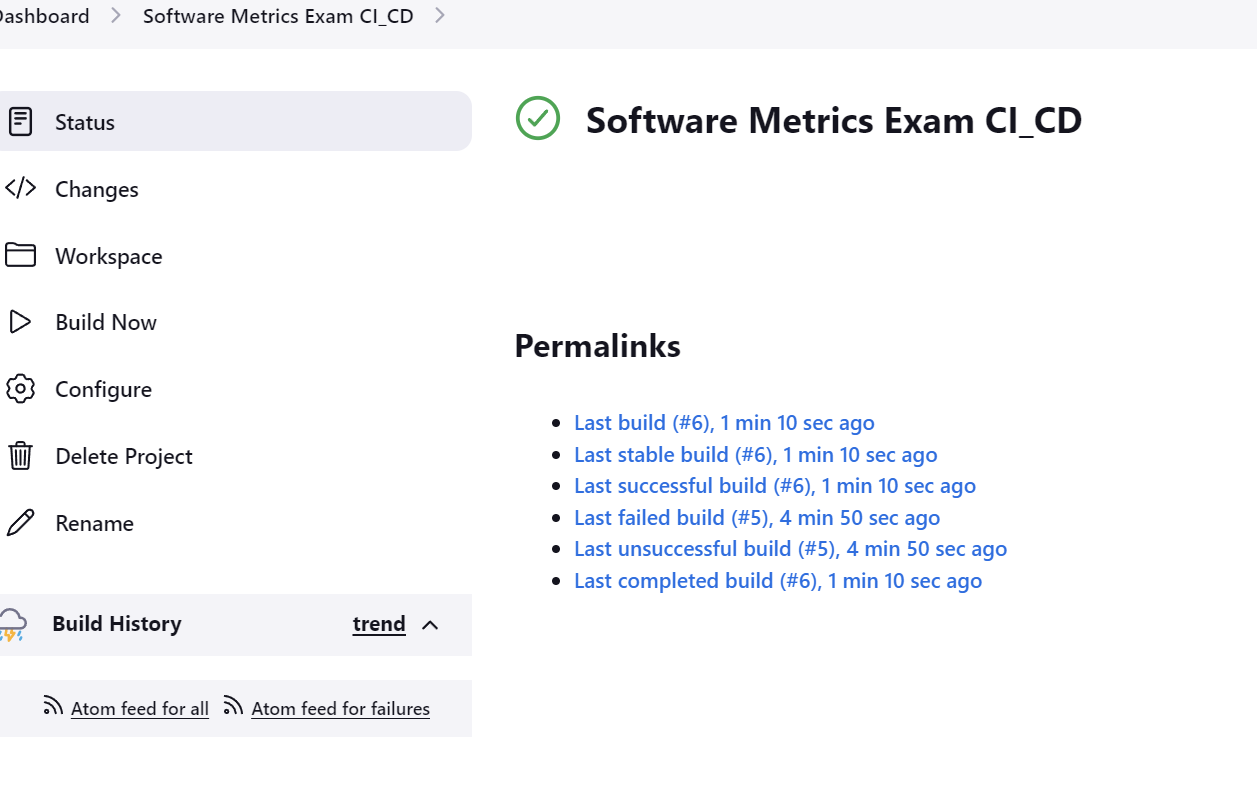 Dashboard
Software Metrics Exam CI_CD
Status
Changes
Workspace
Build Now
Configure
Delete Project
Rename
Build History
trend
Atom feed for all
Atom feed for failures
Software Metrics Exam CI_CD
Permalinks
Last build (#6), 1 min 10 sec ago
Last stable build (#6), 1 min 10 sec ago
Last successful build (#6), 1 min 10 sec ago
Last failed build (#5), 4 min 50 sec ago
Last unsuccessful build (#5), 4 min 50 sec ago
Last completed build (#6), 1 min 10 sec ago